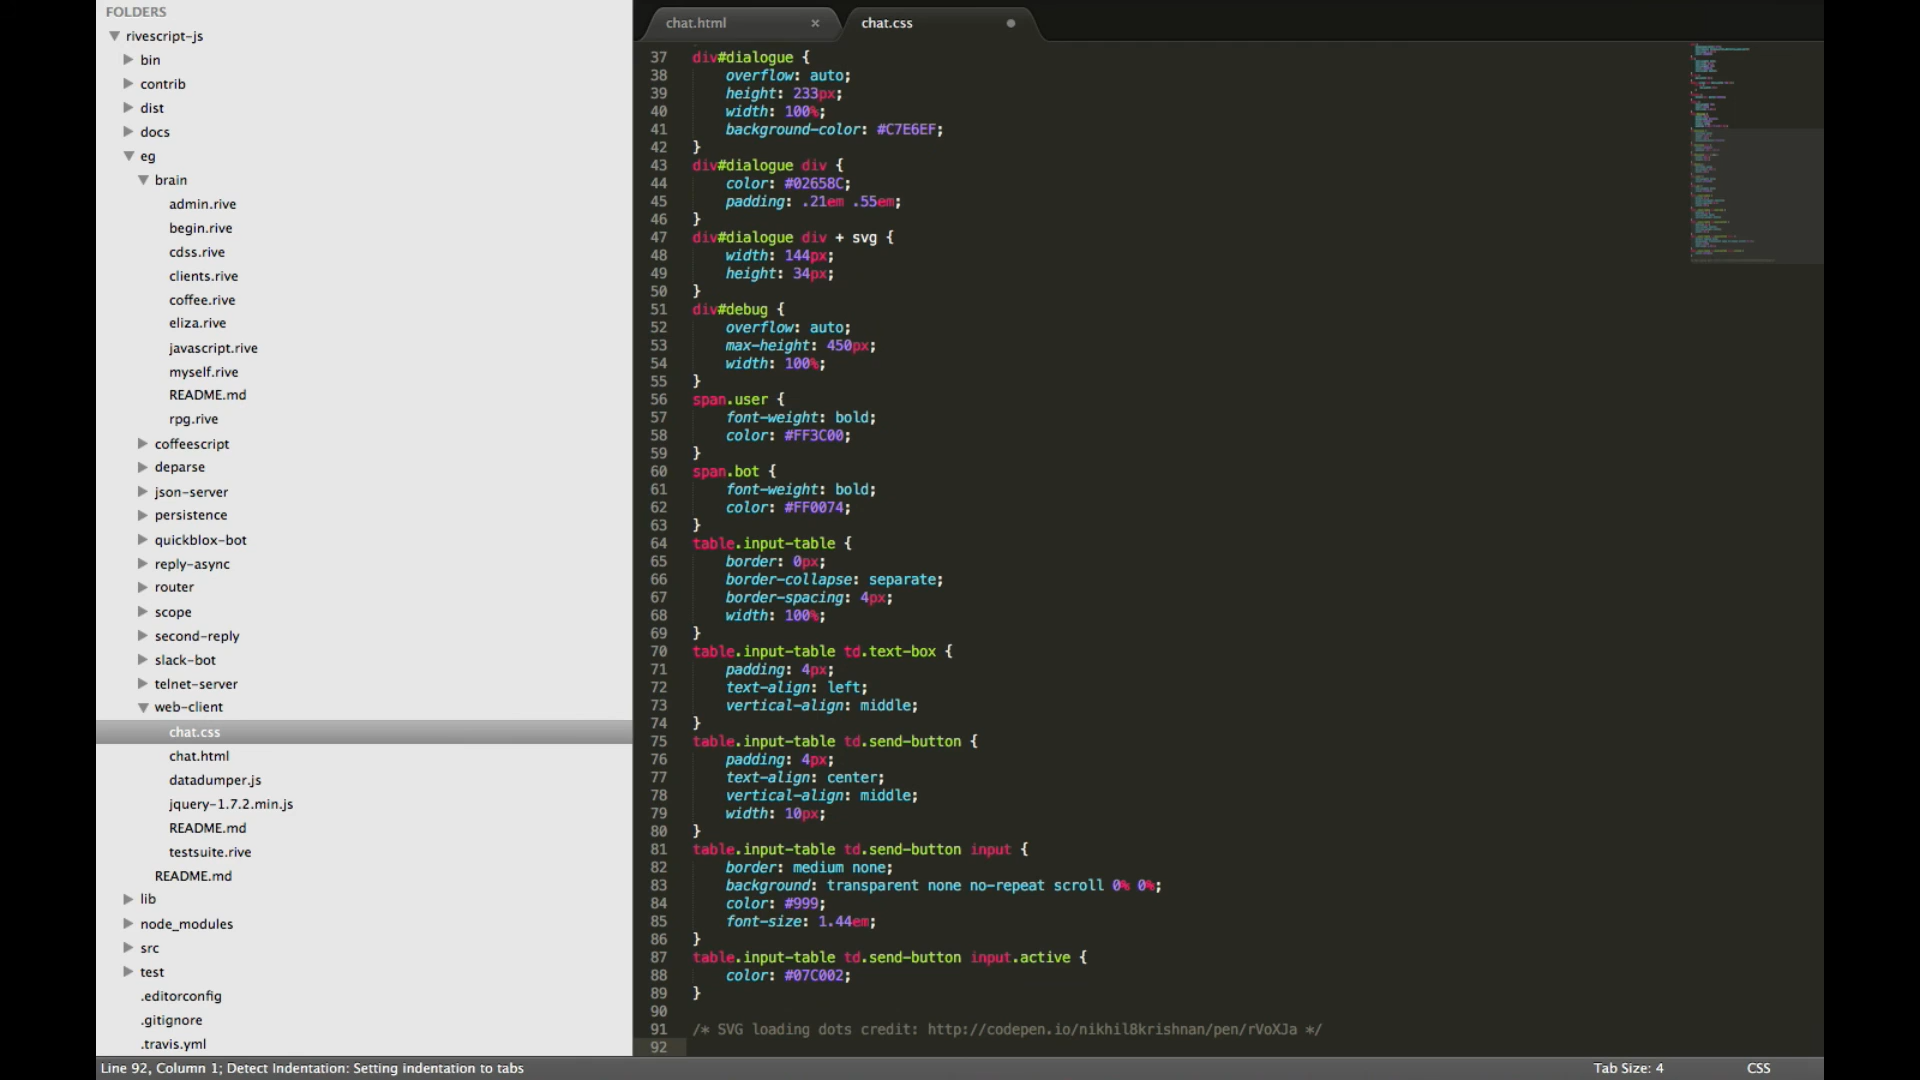 FOLDERS
rivescript-js
bin
contrib
dist
docs
eg
brain
admin.rive
begin.rive
cdss.rive
clients.rive
coffee.rive
eliza.rive
javascript.rive
myself.rive
README.md
rpg.rive
coffeescript
deparse
json-server
persistence
quickblox-bot
reply-async
router
scope
second-reply
slack-bot
telnet-server
web-client
chat.css
chat.html
datadumper.js
jquery-1.7.2.min.js
README.md
testsuite.rive
README.md
lib
node_modules
src
test
.editorconfig
.gitignore
.travis.yml
chat.html × chat.css
37 div#dialogue {
38 overflow: auto;
39 height: 233px;
40 width: 100%;
41 background-color: #C7E6EF;
42 }
43 div#dialogue div {
44 color: #02658C;
45 padding: .21em .55em;
46 }
47 div#dialogue div + svg {
48 width: 144px;
49 height: 34px;
50 }
51 div#debug {
52 overflow: auto;
53 max-height: 450px;
54 width: 100%;
55 }
56 span.user {
57 font-weight: bold;
58 color: #FF3C00;
59 }
60 span.bot {
61 font-weight: bold;
62 color: #FF0074;
63 }
64 table.input-table {
65 border: 0px;
66 border-collapse: separate;
67 border-spacing: 4px;
68 width: 100%;
69 }
70 table.input-table td.text-box {
71 padding: 4px;
72 text-align: left;
73 vertical-align: middle;
74 }
75 table.input-table td.send-button {
76 padding: 4px;
77 text-align: center;
78 vertical-align: middle;
79 width: 10px;
80 }
81 table.input-table td.send-button input {
82 border: medium none;
83 background: transparent none no-repeat scroll 0% 0%;
84 color: #999;
85 font-size: 1.44em;
86 }
87 table.input-table td.send-button input.active {
88 color: #07C002;
89 }
90
91 /* SVG loading dots credit: http://codepen.io/nikhil8krishnan/pen/rVoXJa */
92
Line 92, Column 1; Detect Indentation: Setting indentation to tabs Tab Size: 4 CSS